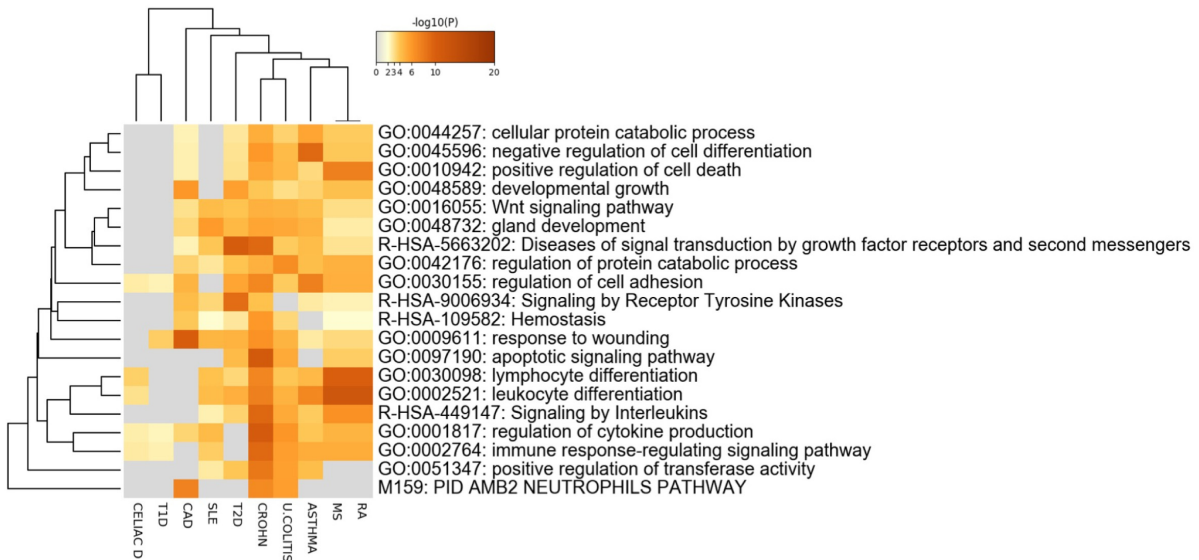 -log10(P)
0 2 3 4 6 10 20
GO:0044257: cellular protein catabolic process
GO:0045596: negative regulation of cell differentiation
GO:0010942: positive regulation of cell death
GO:0048589: developmental growth
GO:0016055: Wnt signaling pathway
GO:0048732: gland development
R-HSA-5663202: Diseases of signal transduction by growth factor receptors and second messengers
GO:0042176: regulation of protein catabolic process
GO:0030155: regulation of cell adhesion
R-HSA-9006934: Signaling by Receptor Tyrosine Kinases
R-HSA-109582: Hemostasis
GO:0009611: response to wounding
GO:0097190: apoptotic signaling pathway
GO:0030098: lymphocyte differentiation
GO:0002521: leukocyte differentiation
R-HSA-449147: Signaling by Interleukins
GO:0001817: regulation of cytokine production
GO:0002764: immune response-regulating signaling pathway
GO:0051347: positive regulation of transferase activity
M159: PID AMB2 NEUTROPHILS PATHWAY
CELIAC D
T1D
CAD
SLE
T2D
CROHN
U.COLITIS
ASTHMA
MS
RA